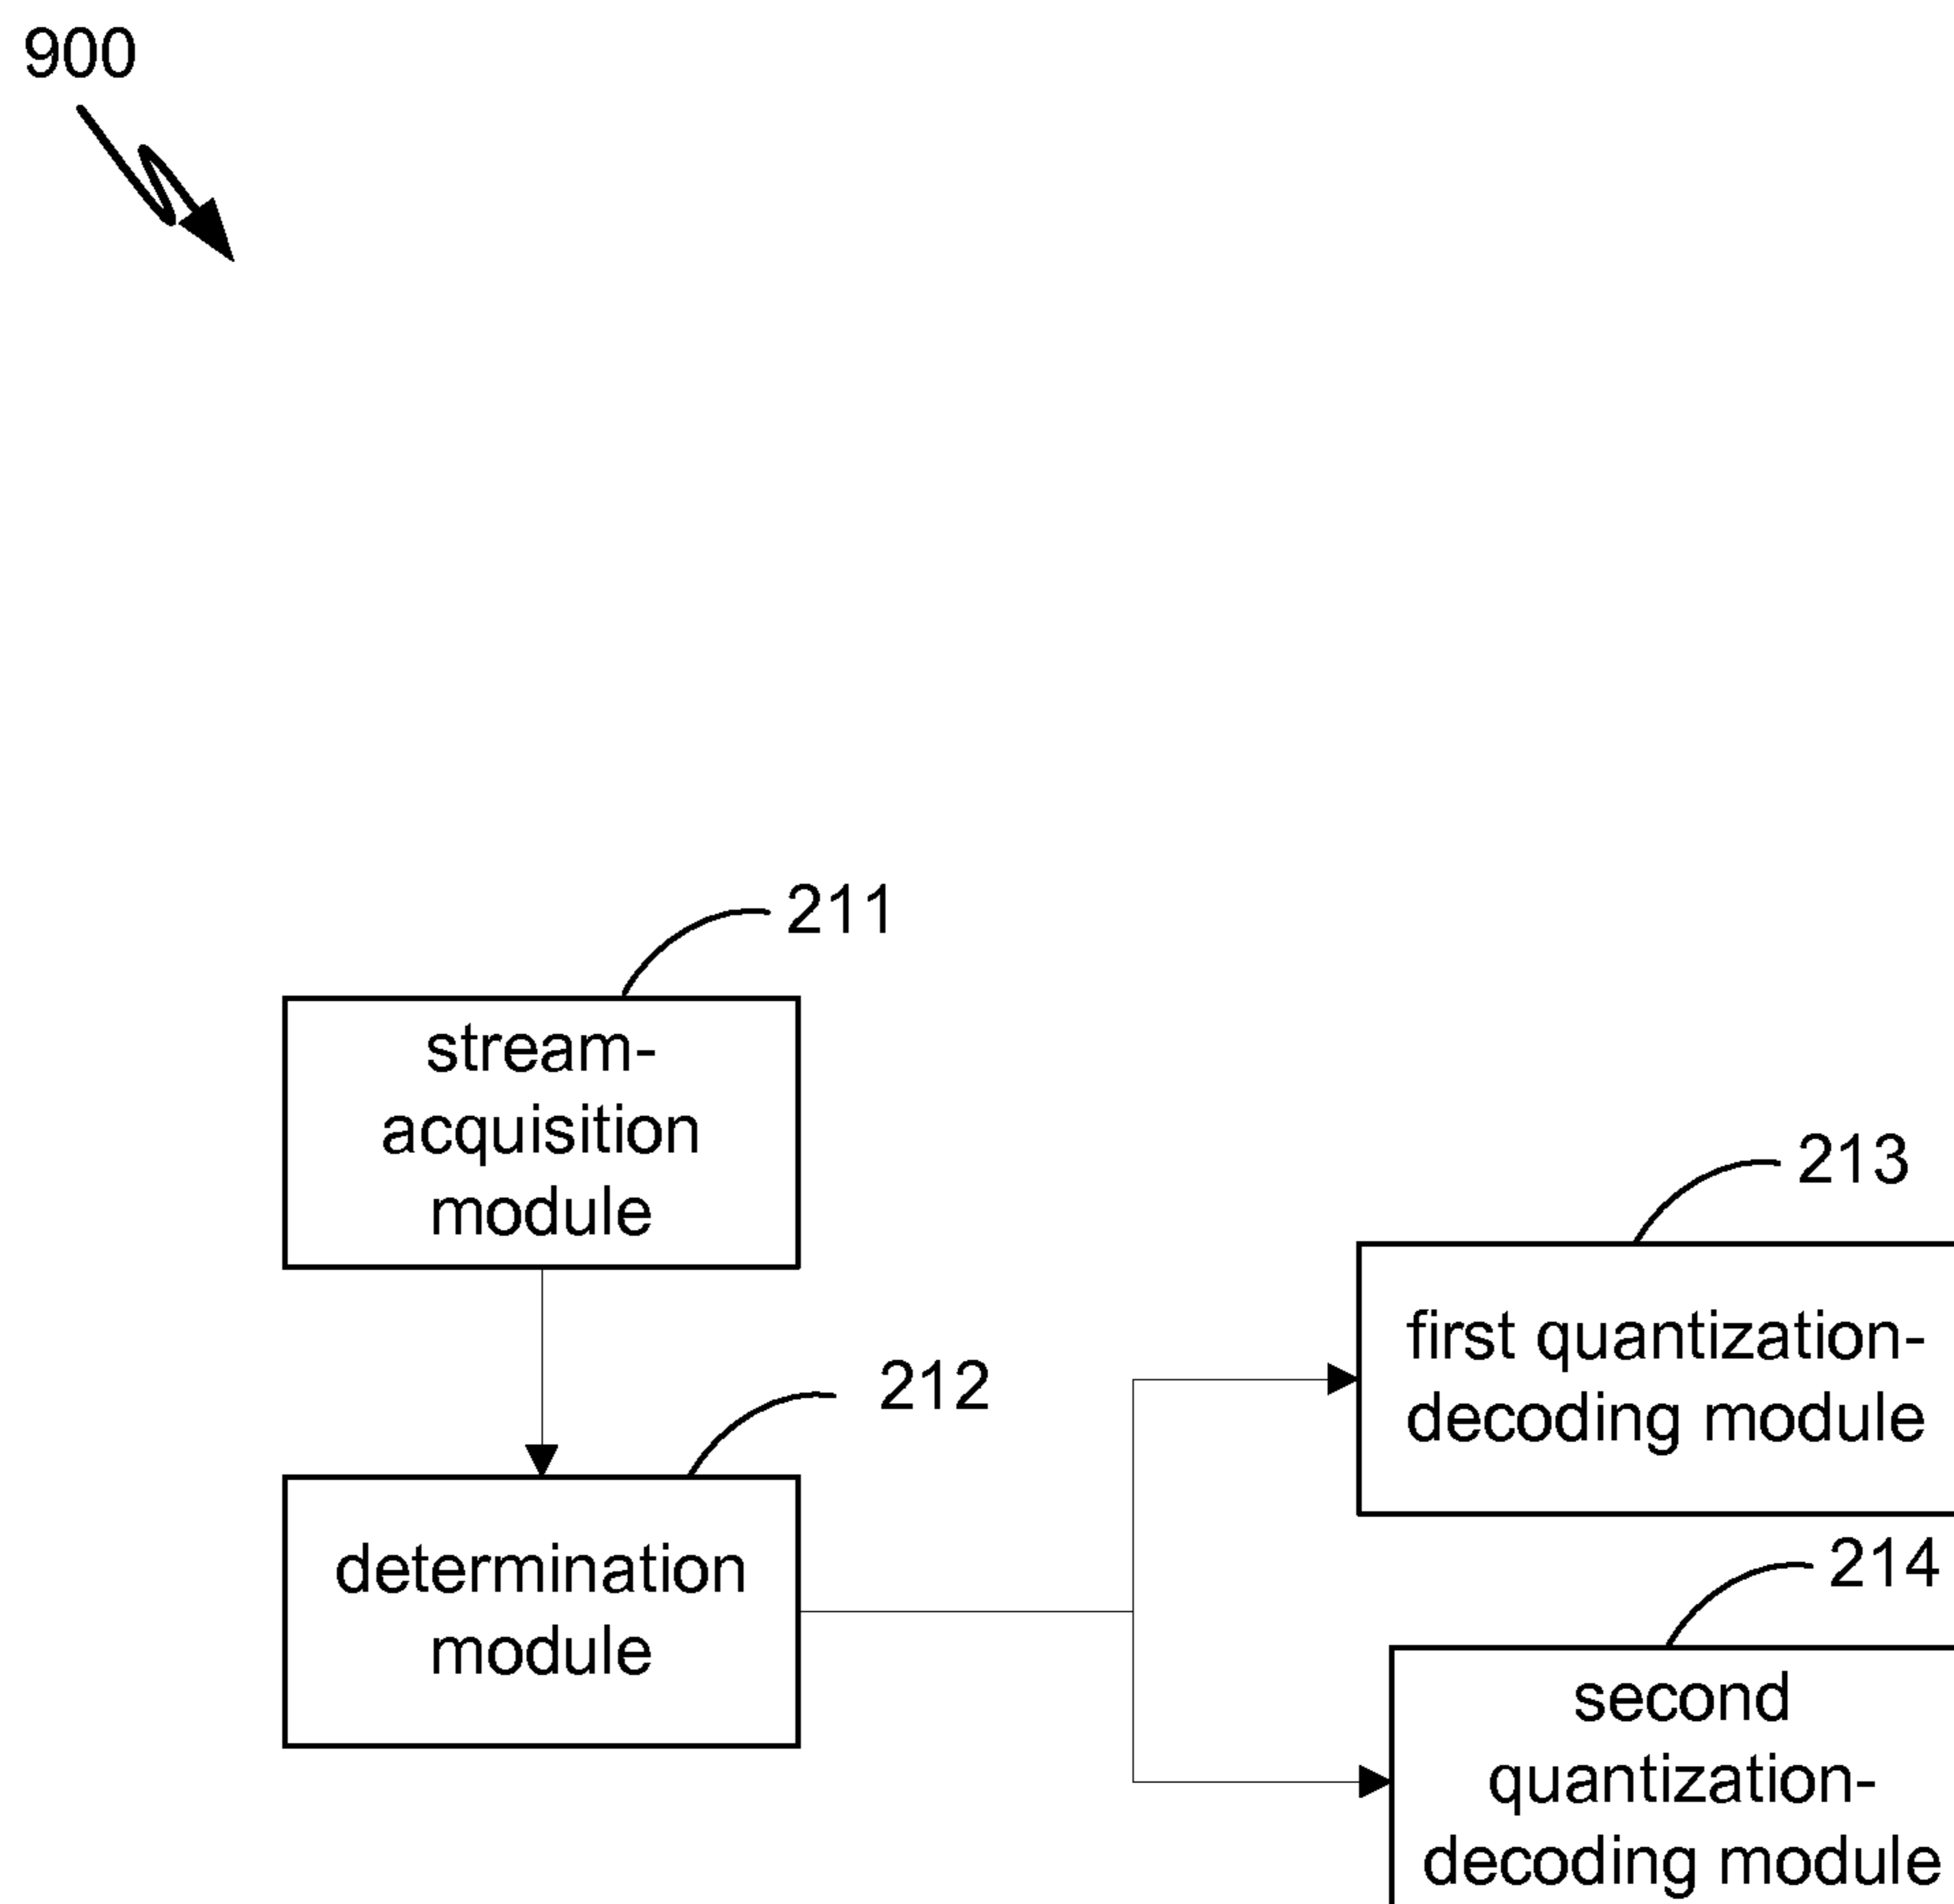 900
211
stream-
acquisition
module
213
first quantization-
decoding module
212
determination
module
214
second
quantization-
decoding module